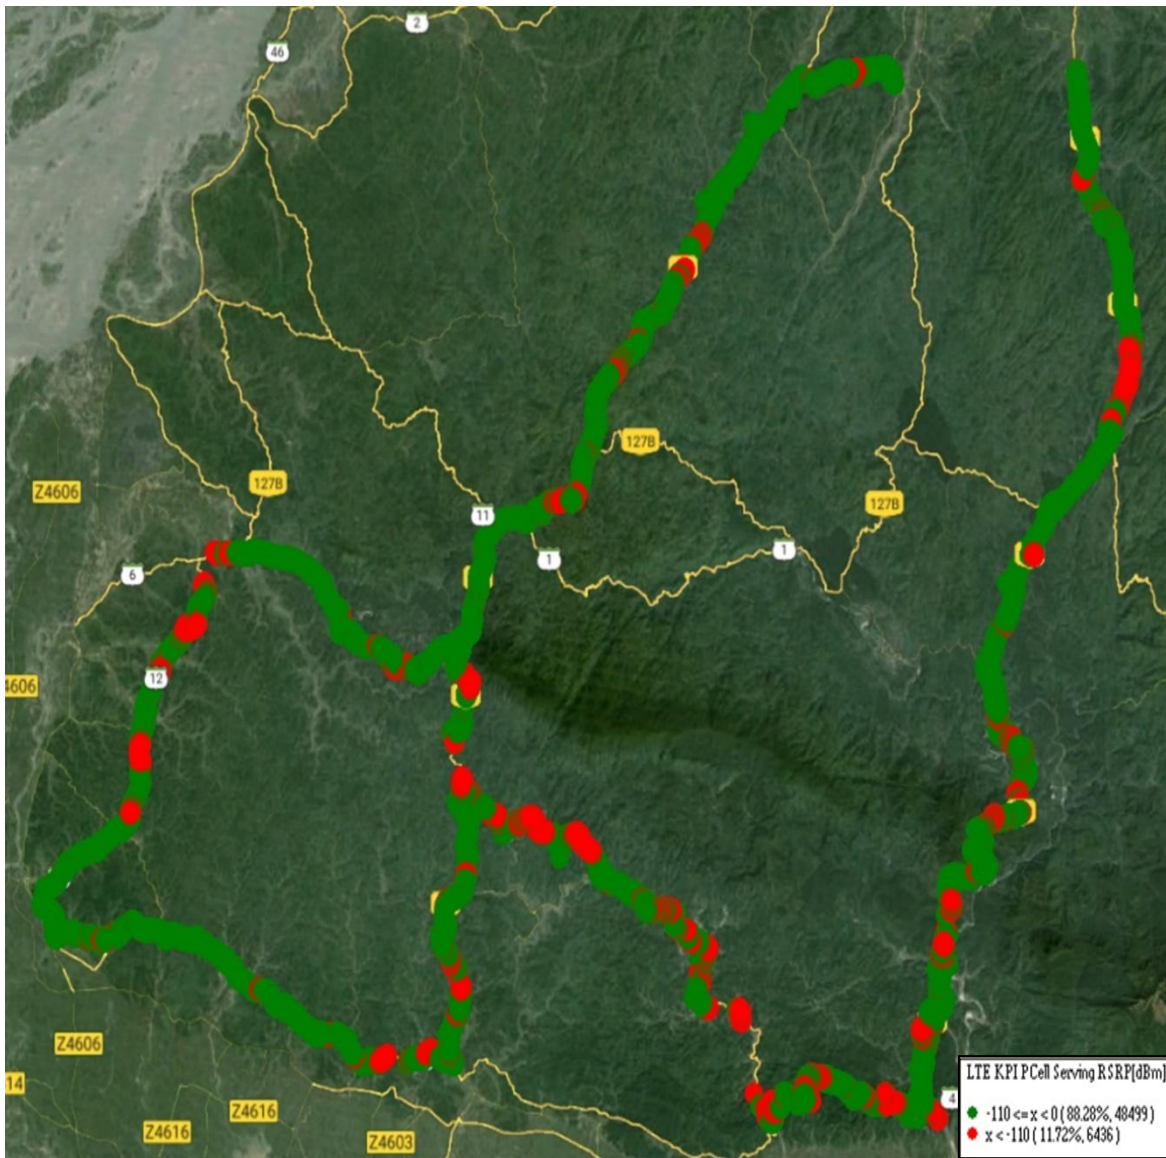 2
46
127B
Z4606
127B
11
127B
1
1
6
4606
12
Z4606
14
Z4616
Z4616
Z4603
4
LTE KPI PCell Serving RSRP[dBm]
-110 <= x < 0 ( 88.28%, 48499 )
x < -110 ( 11.72%, 6436 )